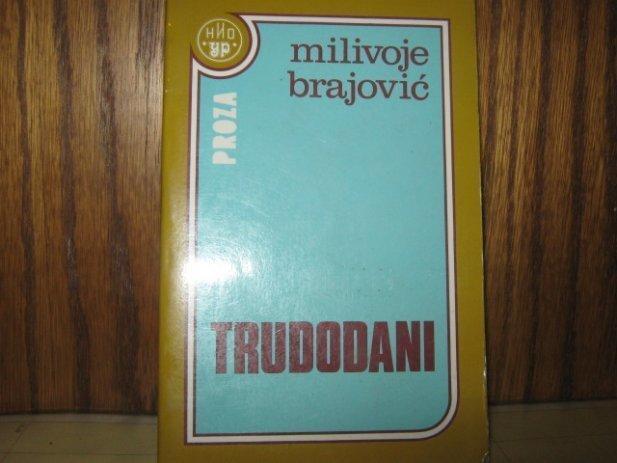 НИО
УР
milivoje
brajović
PROZA
TRUDODANI